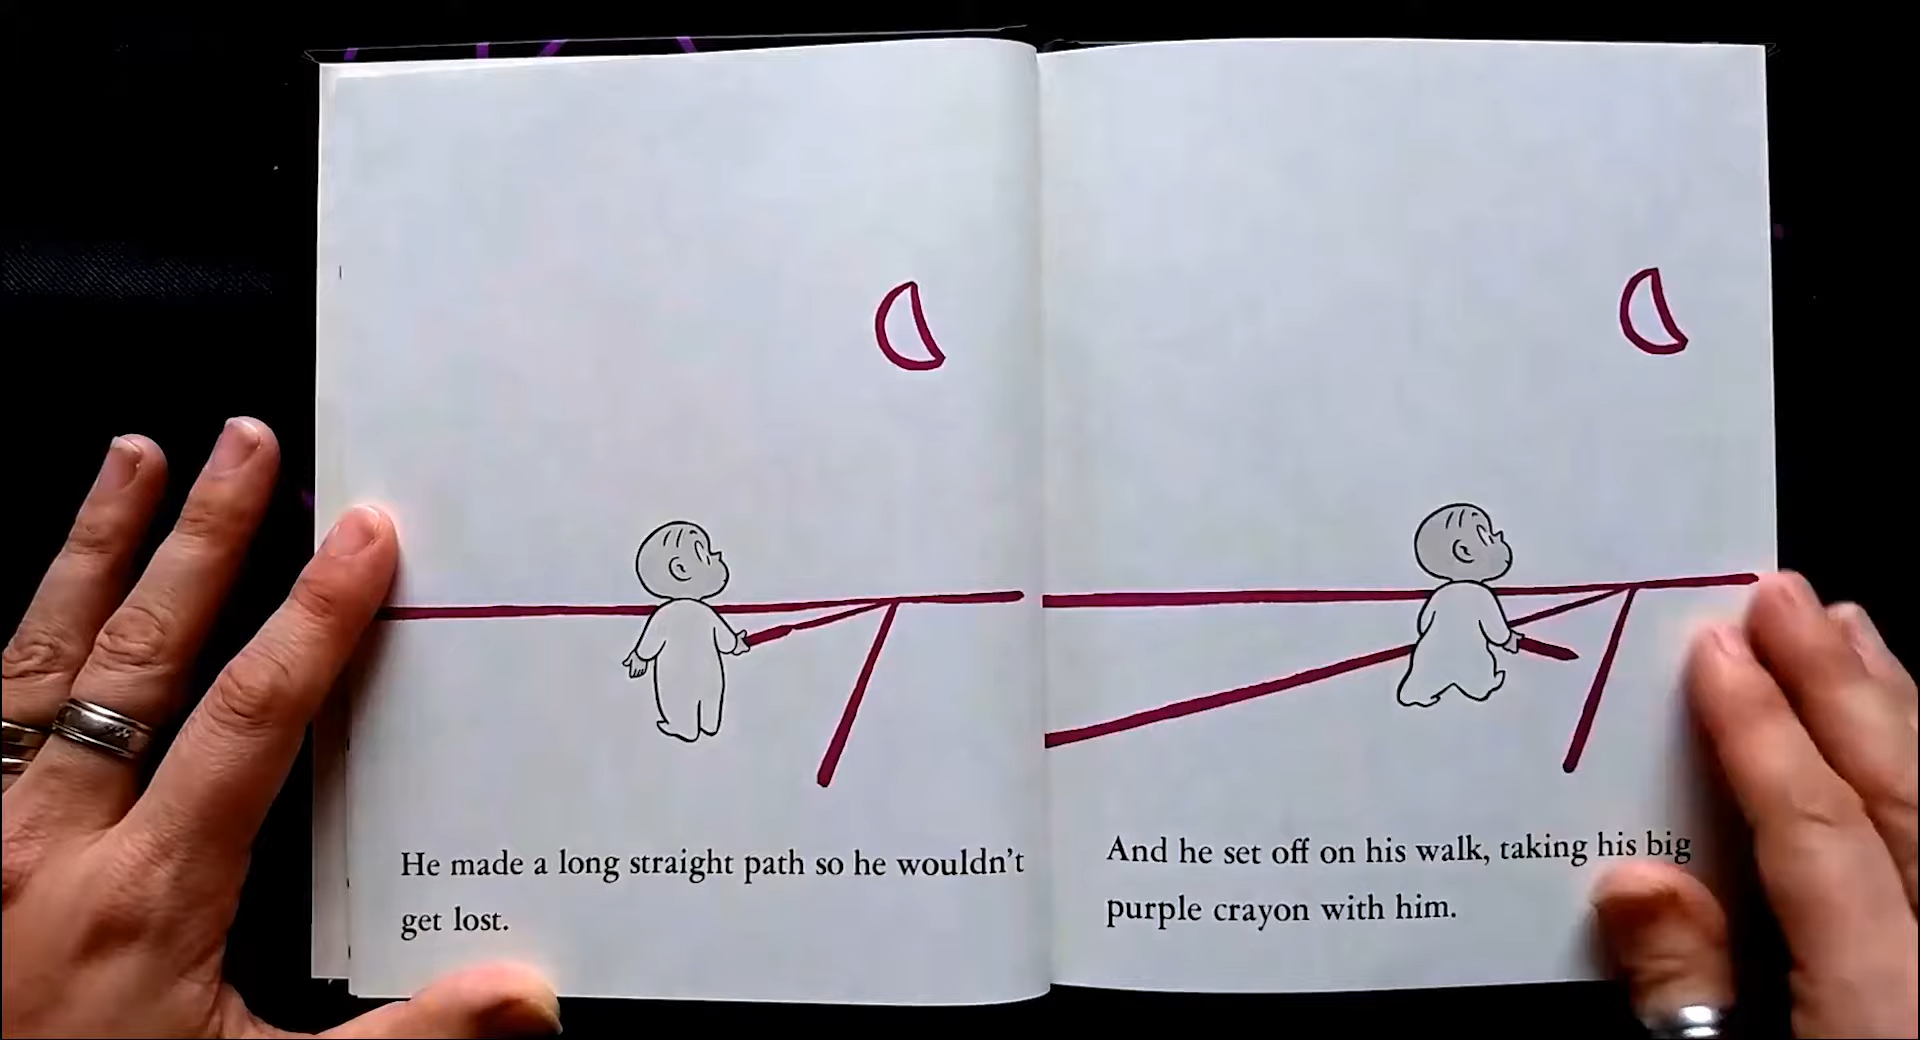 He made a long straight path so he wouldn't
get lost.
And he set off on his walk, taking his big
purple crayon with him.